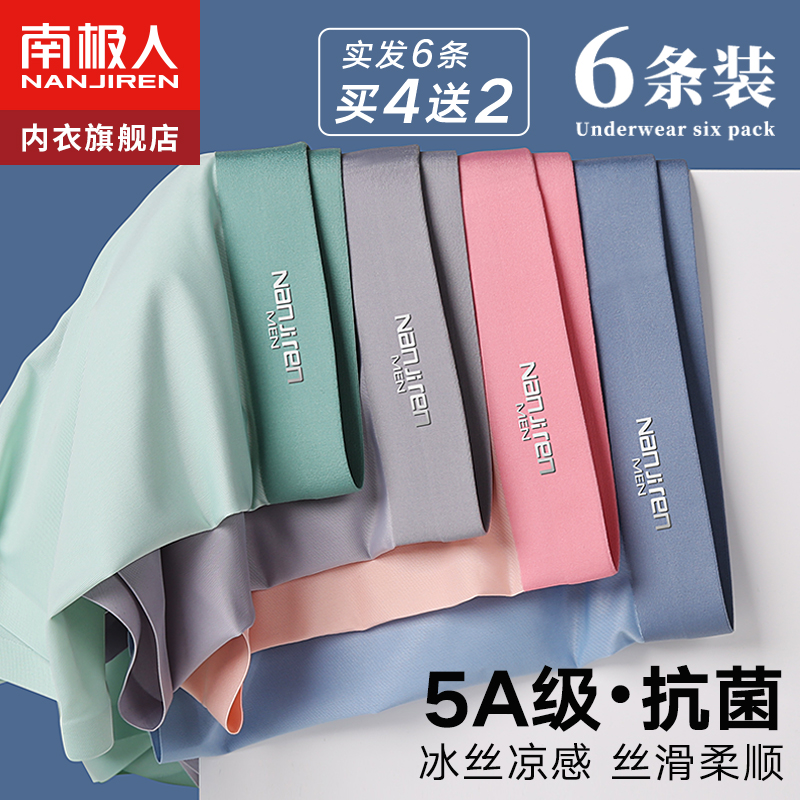 南极人
NANJIREN
内衣旗舰店
实发6条
买4送2
6条装
Underwear six pack
Nanjiren
MEN
Nanjiren
MEN
Nanjiren
MEN
Nanjiren
MEN
5A级·抗菌
冰丝凉感 丝滑柔顺